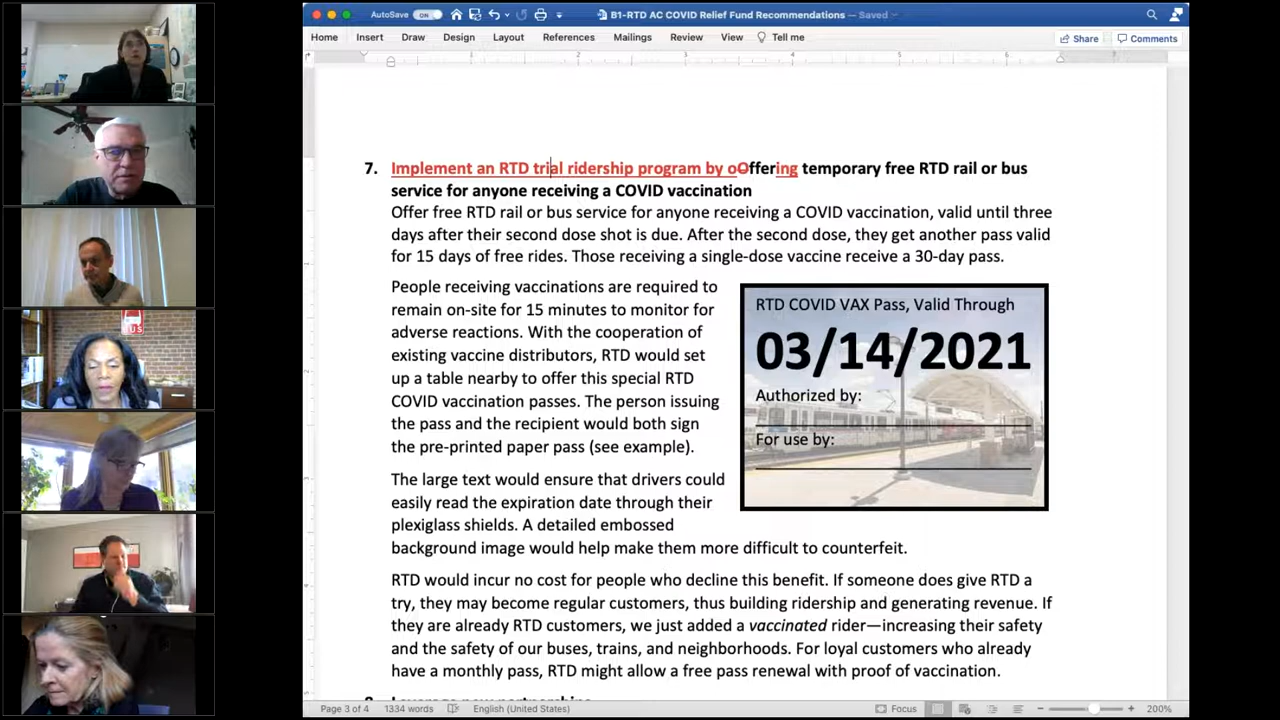 AutoSave ON B1-RTD AC COVID Relief Fund Recommendations — Saved
Home Insert Draw Design Layout References Mailings Review View Tell me Share Comments
1 2 3 4 5 6 7
7. Implement an RTD trial ridership program by oOffering temporary free RTD rail or bus
service for anyone receiving a COVID vaccination
Offer free RTD rail or bus service for anyone receiving a COVID vaccination, valid until three
days after their second dose shot is due. After the second dose, they get another pass valid
for 15 days of free rides. Those receiving a single-dose vaccine receive a 30-day pass.
People receiving vaccinations are required to
remain on-site for 15 minutes to monitor for
adverse reactions. With the cooperation of
existing vaccine distributors, RTD would set
up a table nearby to offer this special RTD
COVID vaccination passes. The person issuing
the pass and the recipient would both sign
the pre-printed paper pass (see example).
RTD COVID VAX Pass, Valid Through
03/14/2021
Authorized by:
For use by:
The large text would ensure that drivers could
easily read the expiration date through their
plexiglass shields. A detailed embossed
background image would help make them more difficult to counterfeit.
RTD would incur no cost for people who decline this benefit. If someone does give RTD a
try, they may become regular customers, thus building ridership and generating revenue. If
they are already RTD customers, we just added a vaccinated rider—increasing their safety
and the safety of our buses, trains, and neighborhoods. For loyal customers who already
have a monthly pass, RTD might allow a free pass renewal with proof of vaccination.
Page 3 of 4 1334 words English (United States) Focus 200%